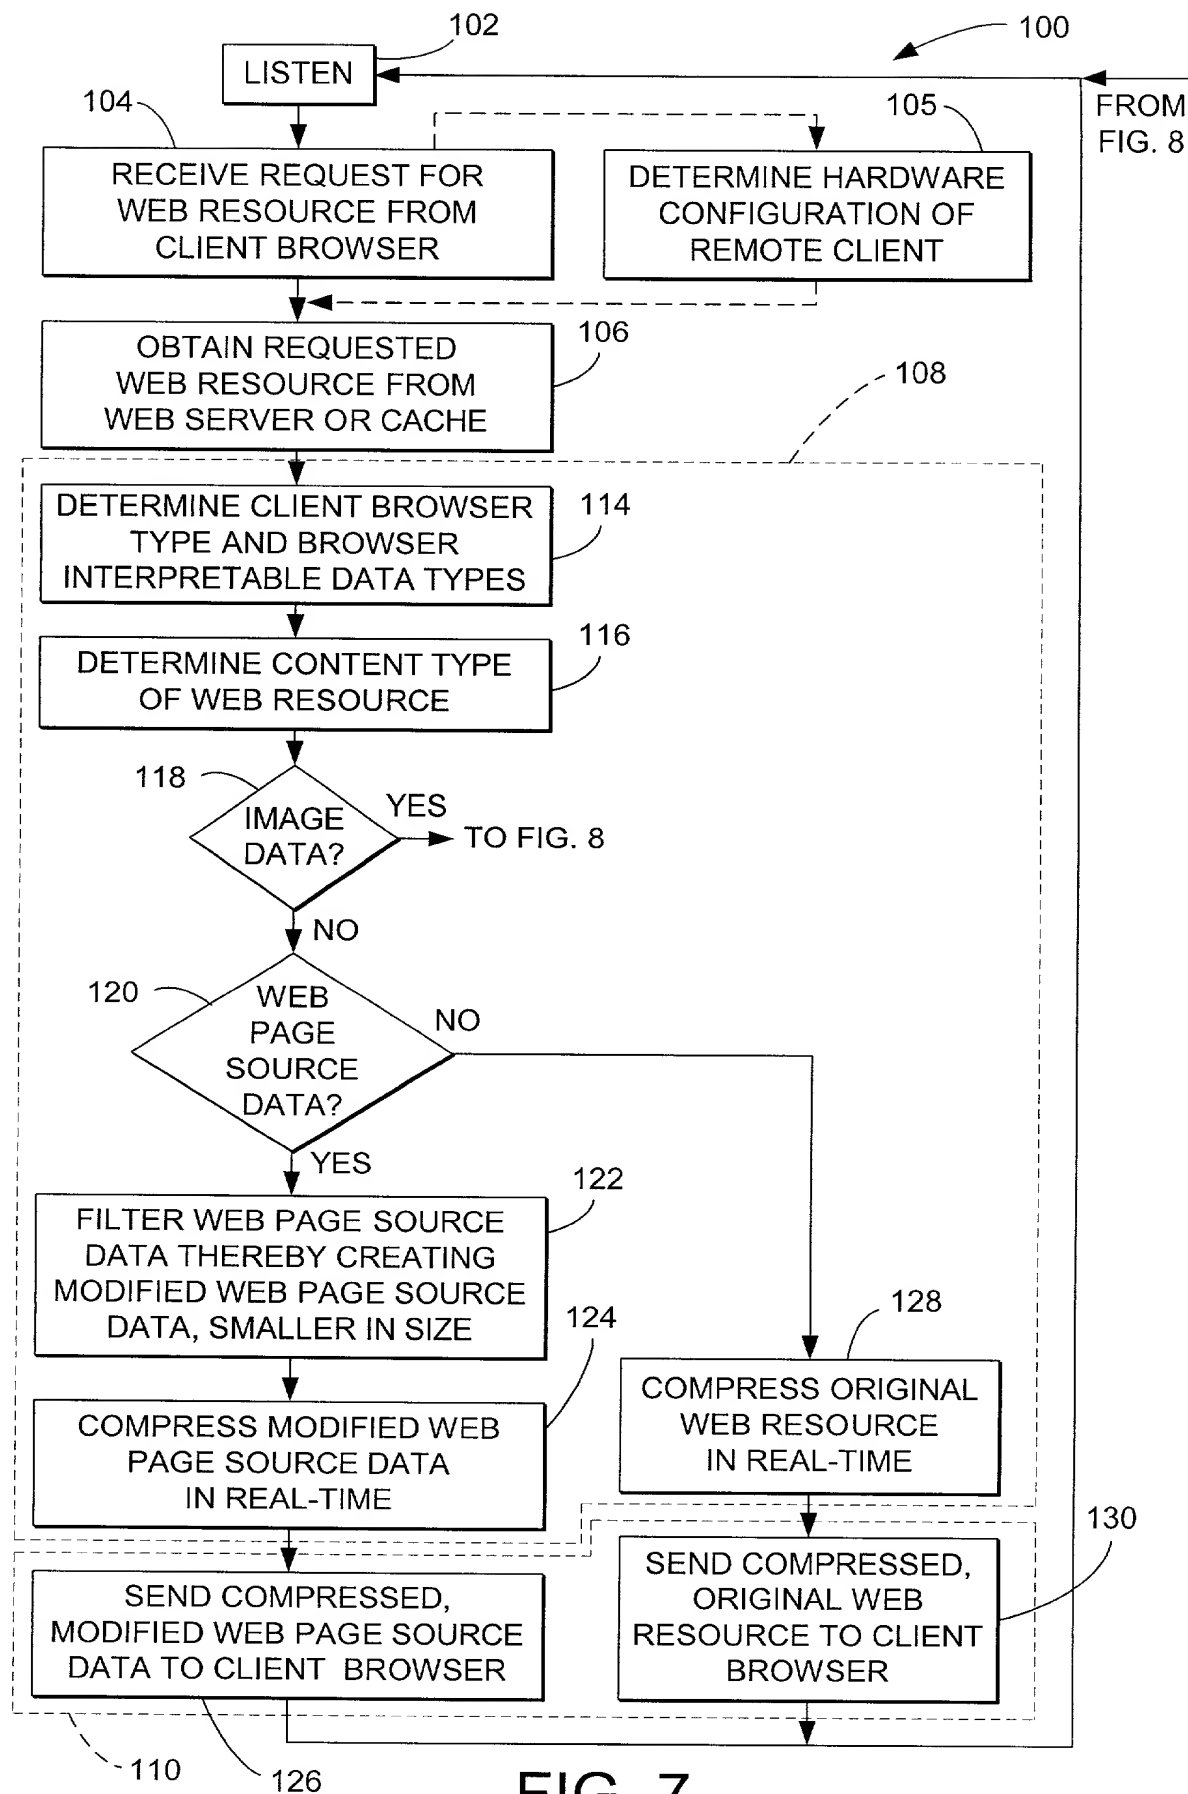 102
100
LISTEN
FROM
FIG. 8
104
105
RECEIVE REQUEST FOR
WEB RESOURCE FROM
CLIENT BROWSER
DETERMINE HARDWARE
CONFIGURATION OF
REMOTE CLIENT
106
OBTAIN REQUESTED
WEB RESOURCE FROM
WEB SERVER OR CACHE
108
114
DETERMINE CLIENT BROWSER
TYPE AND BROWSER
INTERPRETABLE DATA TYPES
116
DETERMINE CONTENT TYPE
OF WEB RESOURCE
118
IMAGE
DATA?
YES
TO FIG. 8
NO
120
WEB
PAGE
SOURCE
DATA?
NO
YES
122
FILTER WEB PAGE SOURCE
DATA THEREBY CREATING
MODIFIED WEB PAGE SOURCE
DATA, SMALLER IN SIZE
124
128
COMPRESS MODIFIED WEB
PAGE SOURCE DATA
IN REAL-TIME
COMPRESS ORIGINAL
WEB RESOURCE
IN REAL-TIME
130
SEND COMPRESSED,
MODIFIED WEB PAGE SOURCE
DATA TO CLIENT BROWSER
SEND COMPRESSED,
ORIGINAL WEB
RESOURCE TO CLIENT
BROWSER
110
126
FIG. 7